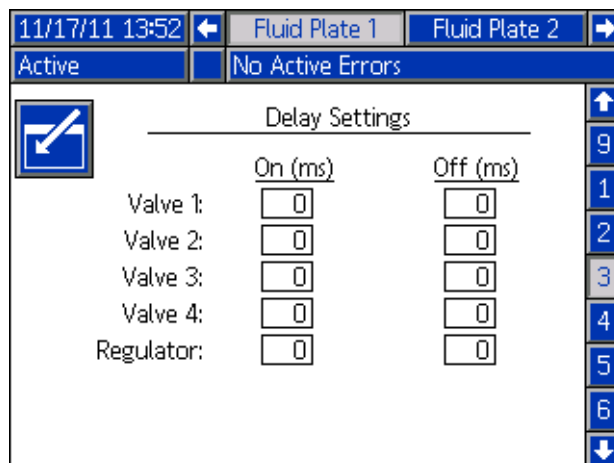 11/17/11 13:52 Fluid Plate 1 Fluid Plate 2
Active No Active Errors
Delay Settings
On (ms) Off (ms)
Valve 1: 0 0
Valve 2: 0 0
Valve 3: 0 0
Valve 4: 0 0
Regulator: 0 0
9
1
2
3
4
5
6